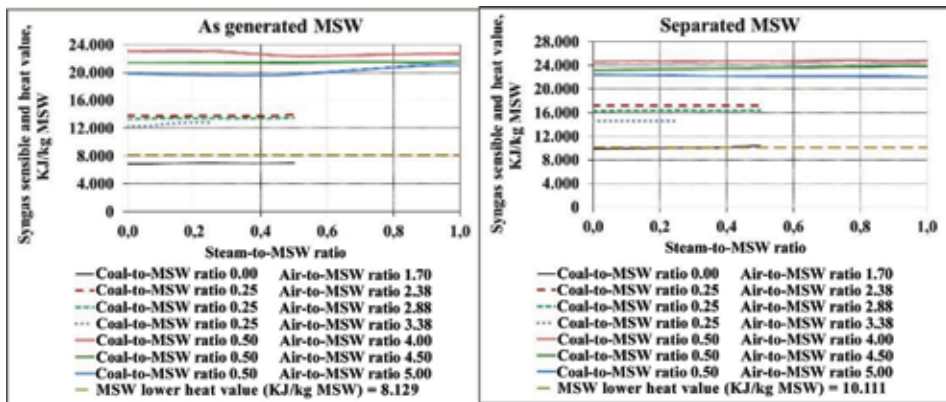 As generated MSW
Syngas sensible and heat value,
KJ/kg MSW
24.000
20.000
16.000
12.000
8.000
4.000
0
0,0 0,2 0,4 0,6 0,8 1,0
Steam-to-MSW ratio
Coal-to-MSW ratio 0.00 Air-to-MSW ratio 1.70
Coal-to-MSW ratio 0.25 Air-to-MSW ratio 2.38
Coal-to-MSW ratio 0.25 Air-to-MSW ratio 2.88
Coal-to-MSW ratio 0.25 Air-to-MSW ratio 3.38
Coal-to-MSW ratio 0.50 Air-to-MSW ratio 4.00
Coal-to-MSW ratio 0.50 Air-to-MSW ratio 4.50
Coal-to-MSW ratio 0.50 Air-to-MSW ratio 5.00
MSW lower heat value (KJ/kg MSW) = 8.129
Separated MSW
Syngas sensible and heat value,
KJ/kg MSW
28.000
24.000
20.000
16.000
12.000
8.000
4.000
0
0,0 0,2 0,4 0,6 0,8 1,0
Steam-to-MSW ratio
Coal-to-MSW ratio 0.00 Air-to-MSW ratio 1.70
Coal-to-MSW ratio 0.25 Air-to-MSW ratio 2.38
Coal-to-MSW ratio 0.25 Air-to-MSW ratio 2.88
Coal-to-MSW ratio 0.25 Air-to-MSW ratio 3.38
Coal-to-MSW ratio 0.50 Air-to-MSW ratio 4.00
Coal-to-MSW ratio 0.50 Air-to-MSW ratio 4.50
Coal-to-MSW ratio 0.50 Air-to-MSW ratio 5.00
MSW lower heat value (KJ/kg MSW) = 10.111